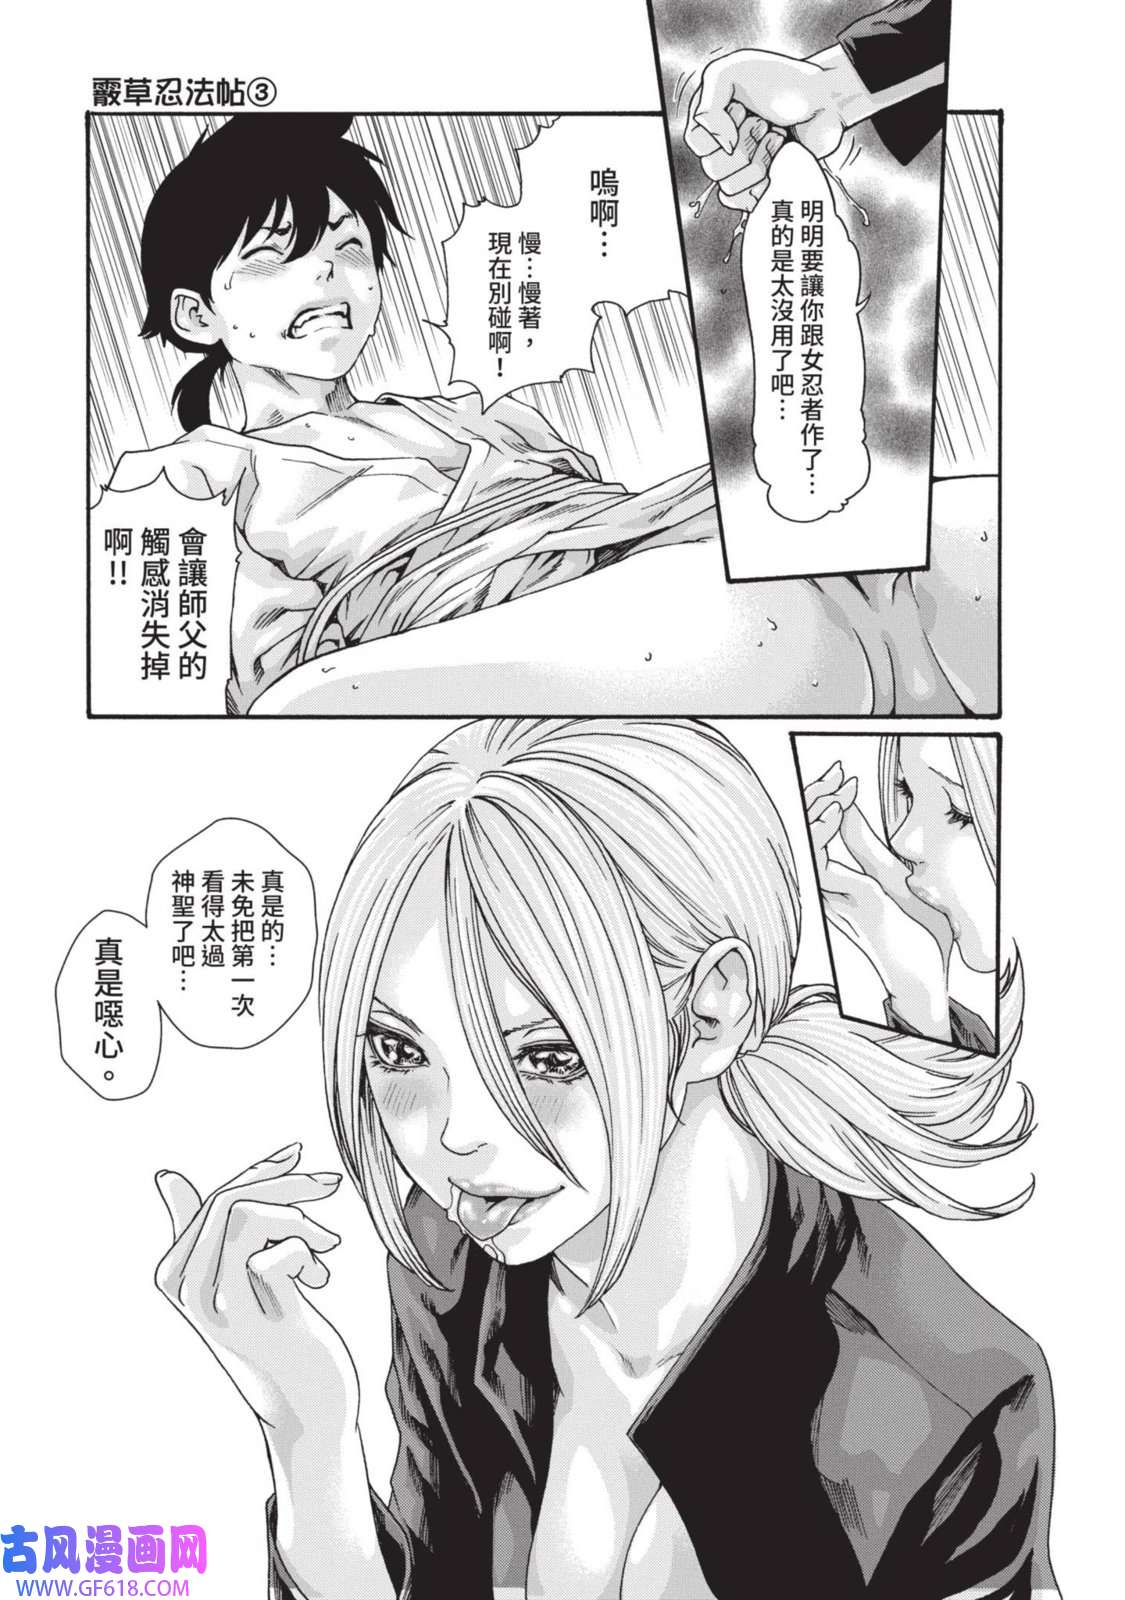 霰草忍法帖③
明明要讓你跟女忍者作了…
真的是太沒用了吧…
嗚啊…
慢…慢著，
現在別碰啊！
會讓師父的
觸感消失掉
啊!!
真是的…
未免把第一次
看得太過
神聖了吧…
真是噁心。
古风漫画网
WWW.GF618.COM